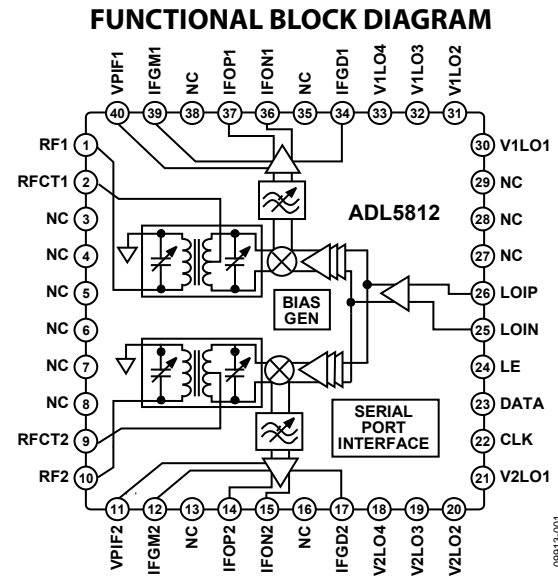 FUNCTIONAL BLOCK DIAGRAM
VPIF1
IFGM1
NC
IFOP1
IFON1
NC
IFGD1
V1LO4
V1LO3
V1LO2
40
39
38
37
36
35
34
33
32
31
RF1 1
RFCT1 2
NC 3
NC 4
NC 5
NC 6
NC 7
NC 8
RFCT2 9
RF2 10
ADL5812
BIAS
GEN
SERIAL
PORT
INTERFACE
30 V1LO1
29 NC
28 NC
27 NC
26 LOIP
25 LOIN
24 LE
23 DATA
22 CLK
21 V2LO1
11
12
13
14
15
16
17
18
19
20
VPIF2
IFGM2
NC
IFOP2
IFON2
NC
IFGD2
V2LO4
V2LO3
V2LO2
09913-001